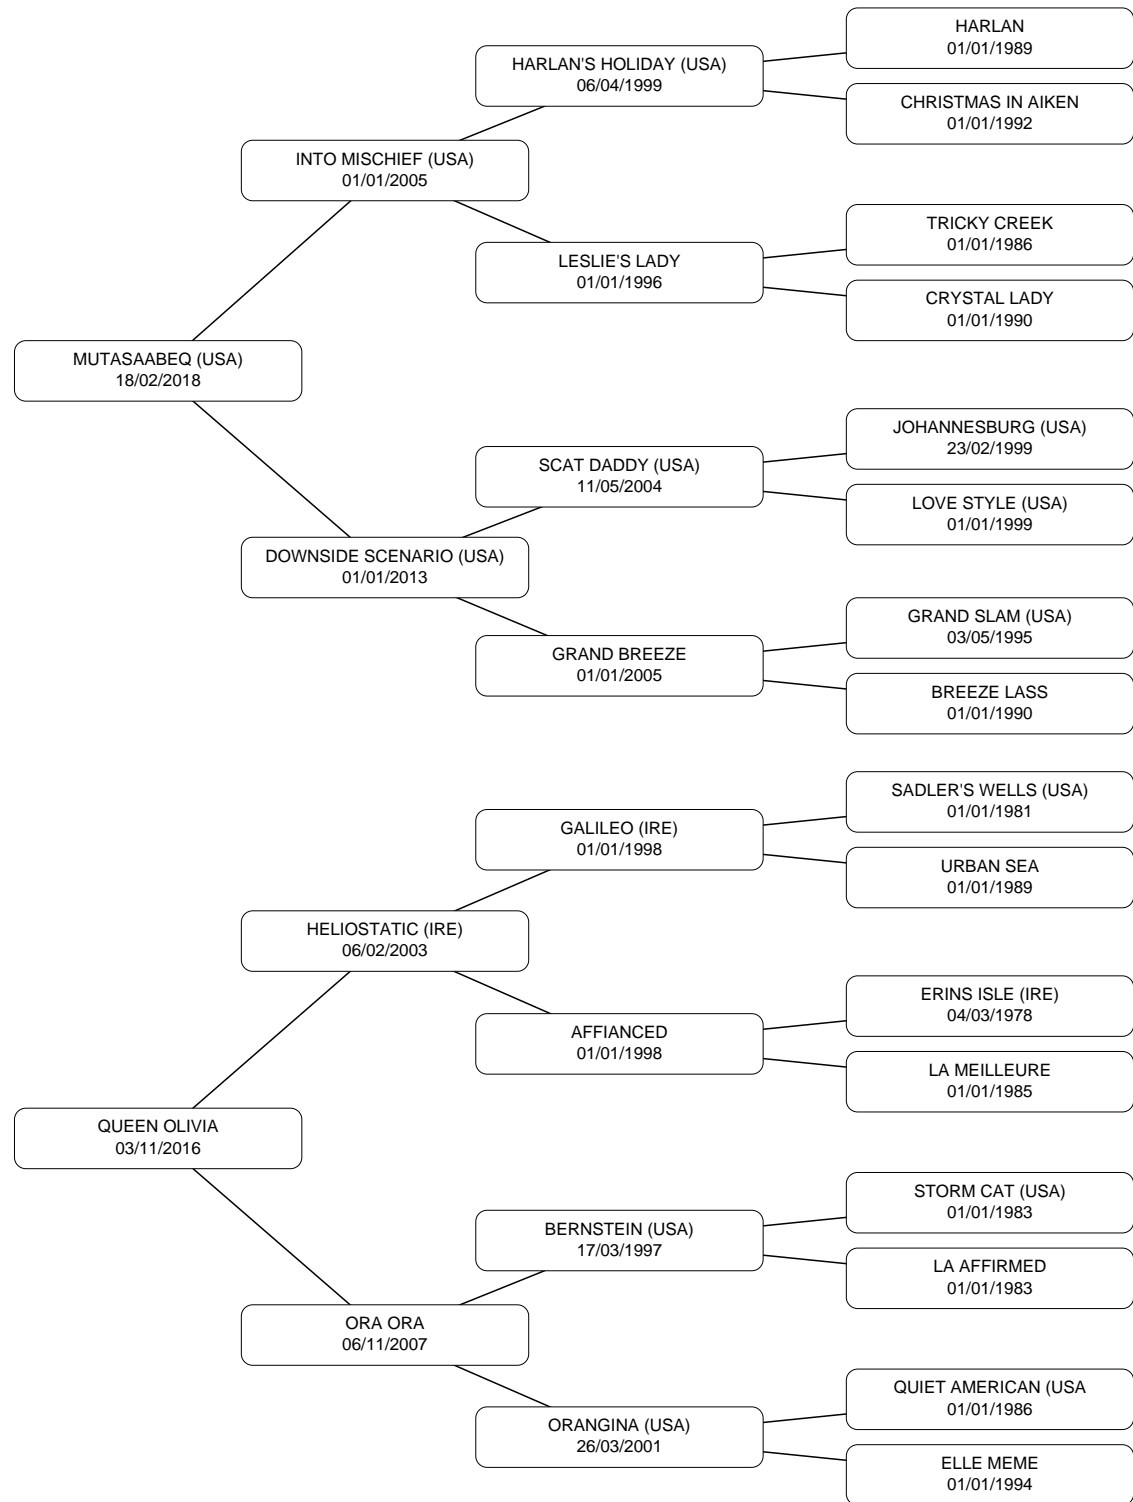 HARLAN
01/01/1989
HARLAN'S HOLIDAY (USA)
06/04/1999
CHRISTMAS IN AIKEN
01/01/1992
INTO MISCHIEF (USA)
01/01/2005
TRICKY CREEK
01/01/1986
LESLIE'S LADY
01/01/1996
CRYSTAL LADY
01/01/1990
MUTASAABEQ (USA)
18/02/2018
JOHANNESBURG (USA)
23/02/1999
SCAT DADDY (USA)
11/05/2004
LOVE STYLE (USA)
01/01/1999
DOWNSIDE SCENARIO (USA)
01/01/2013
GRAND SLAM (USA)
03/05/1995
GRAND BREEZE
01/01/2005
BREEZE LASS
01/01/1990
SADLER'S WELLS (USA)
01/01/1981
GALILEO (IRE)
01/01/1998
URBAN SEA
01/01/1989
HELIOSTATIC (IRE)
06/02/2003
ERINS ISLE (IRE)
04/03/1978
AFFIANCED
01/01/1998
LA MEILLEURE
01/01/1985
QUEEN OLIVIA
03/11/2016
STORM CAT (USA)
01/01/1983
BERNSTEIN (USA)
17/03/1997
LA AFFIRMED
01/01/1983
ORA ORA
06/11/2007
QUIET AMERICAN (USA
01/01/1986
ORANGINA (USA)
26/03/2001
ELLE MEME
01/01/1994